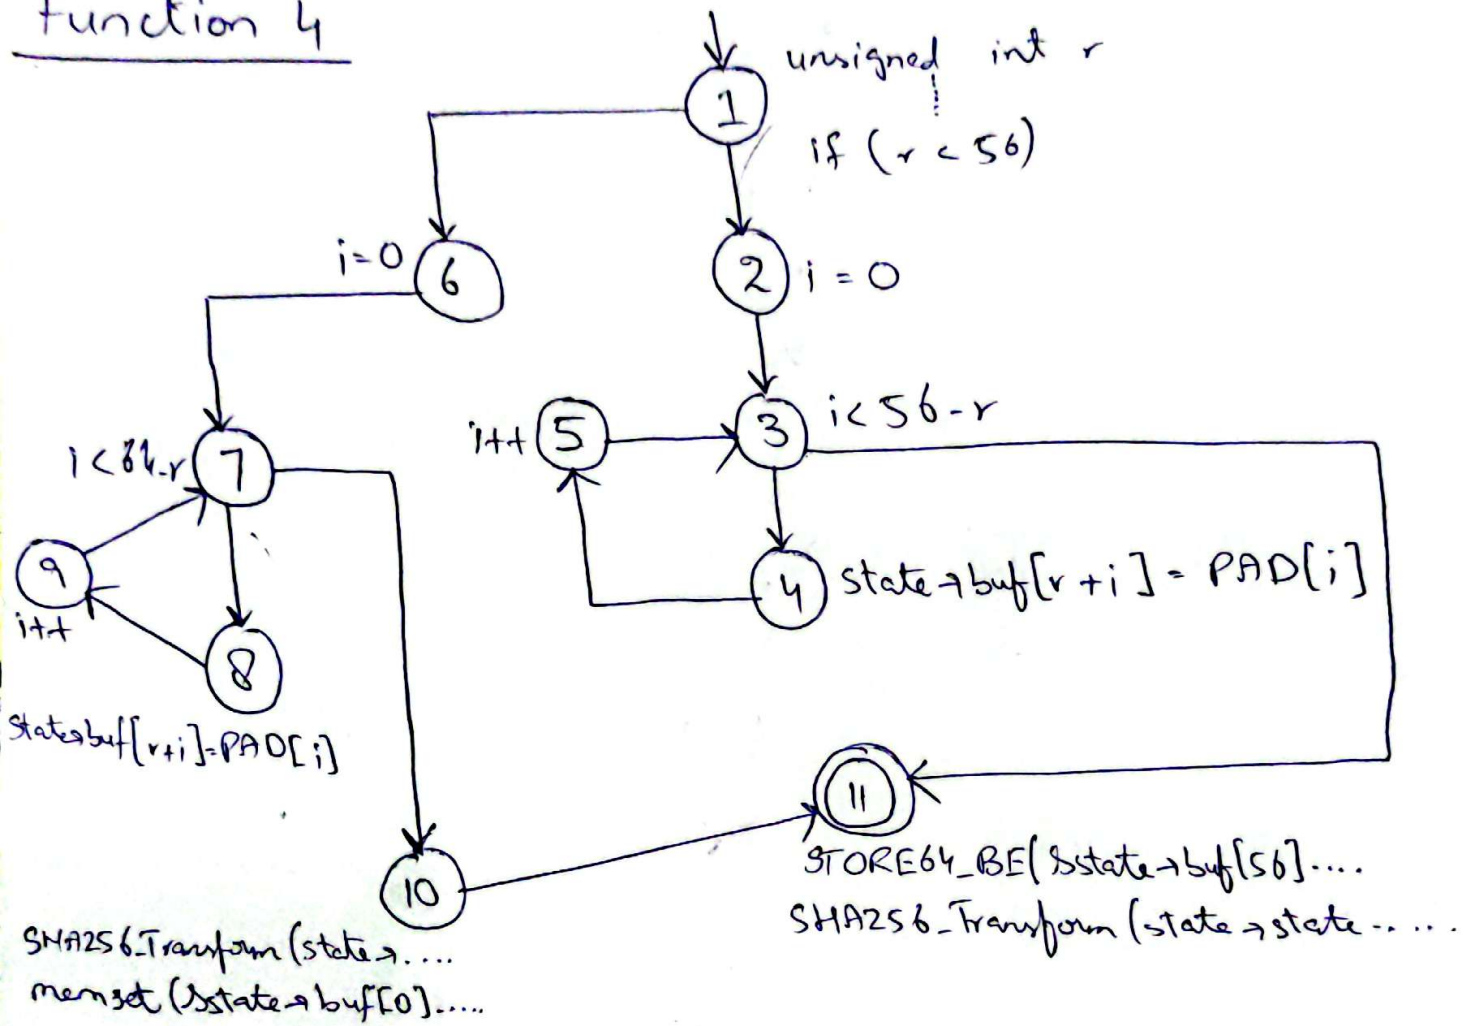 Function 4
unsigned int r
1
if (r < 56)
i=0
6
2
i = 0
i<64-r
7
i++
5
3
i<56-r
9
i++
8
4
state→buf[r+i] = PAD[i]
state→buf[r+i]=PAD[i]
11
10
STORE64_BE(&state→buf[56]....
SHA256_Transform(state→state......
SHA256_Transform(state→....
memset(&state→buf[0].....